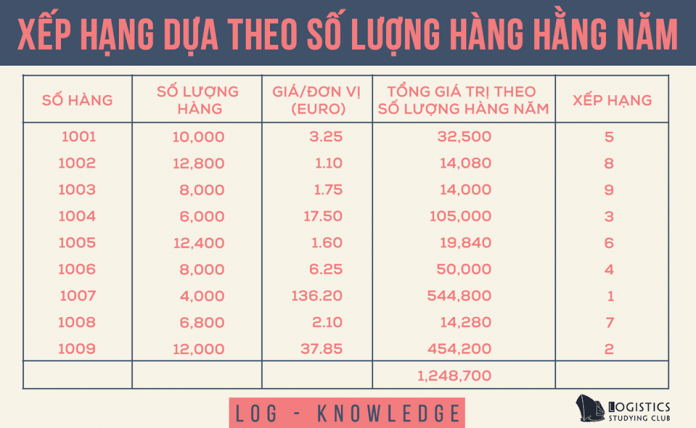 XẾP HẠNG DỰA THEO SỐ LƯỢNG HÀNG HẰNG NĂM
SỐ HÀNG
SỐ LƯỢNG
HÀNG
GIÁ/ĐƠN VỊ
(EURO)
TỔNG GIÁ TRỊ THEO
SỐ LƯỢNG HÀNG NĂM
XẾP HẠNG
1001 10,000 3.25 32,500 5
1002 12,800 1.10 14,080 8
1003 8,000 1.75 14,000 9
1004 6,000 17.50 105,000 3
1005 12,400 1.60 19,840 6
1006 8,000 6.25 50,000 4
1007 4,000 136.20 544,800 1
1008 6,800 2.10 14,280 7
1009 12,000 37.85 454,200 2
1,248,700
LOG - KNOWLEDGE
LOGISTICS
STUDYING CLUB